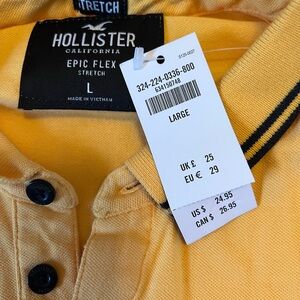 STRETCH
HOLLISTER
CALIFORNIA
EPIC FLEX
STRETCH
L
MADE IN VIETNAM
324-224-0336-800
634150748
LARGE
UK £ 25
EU € 29
US $ 24.95
CAN $ 26.95